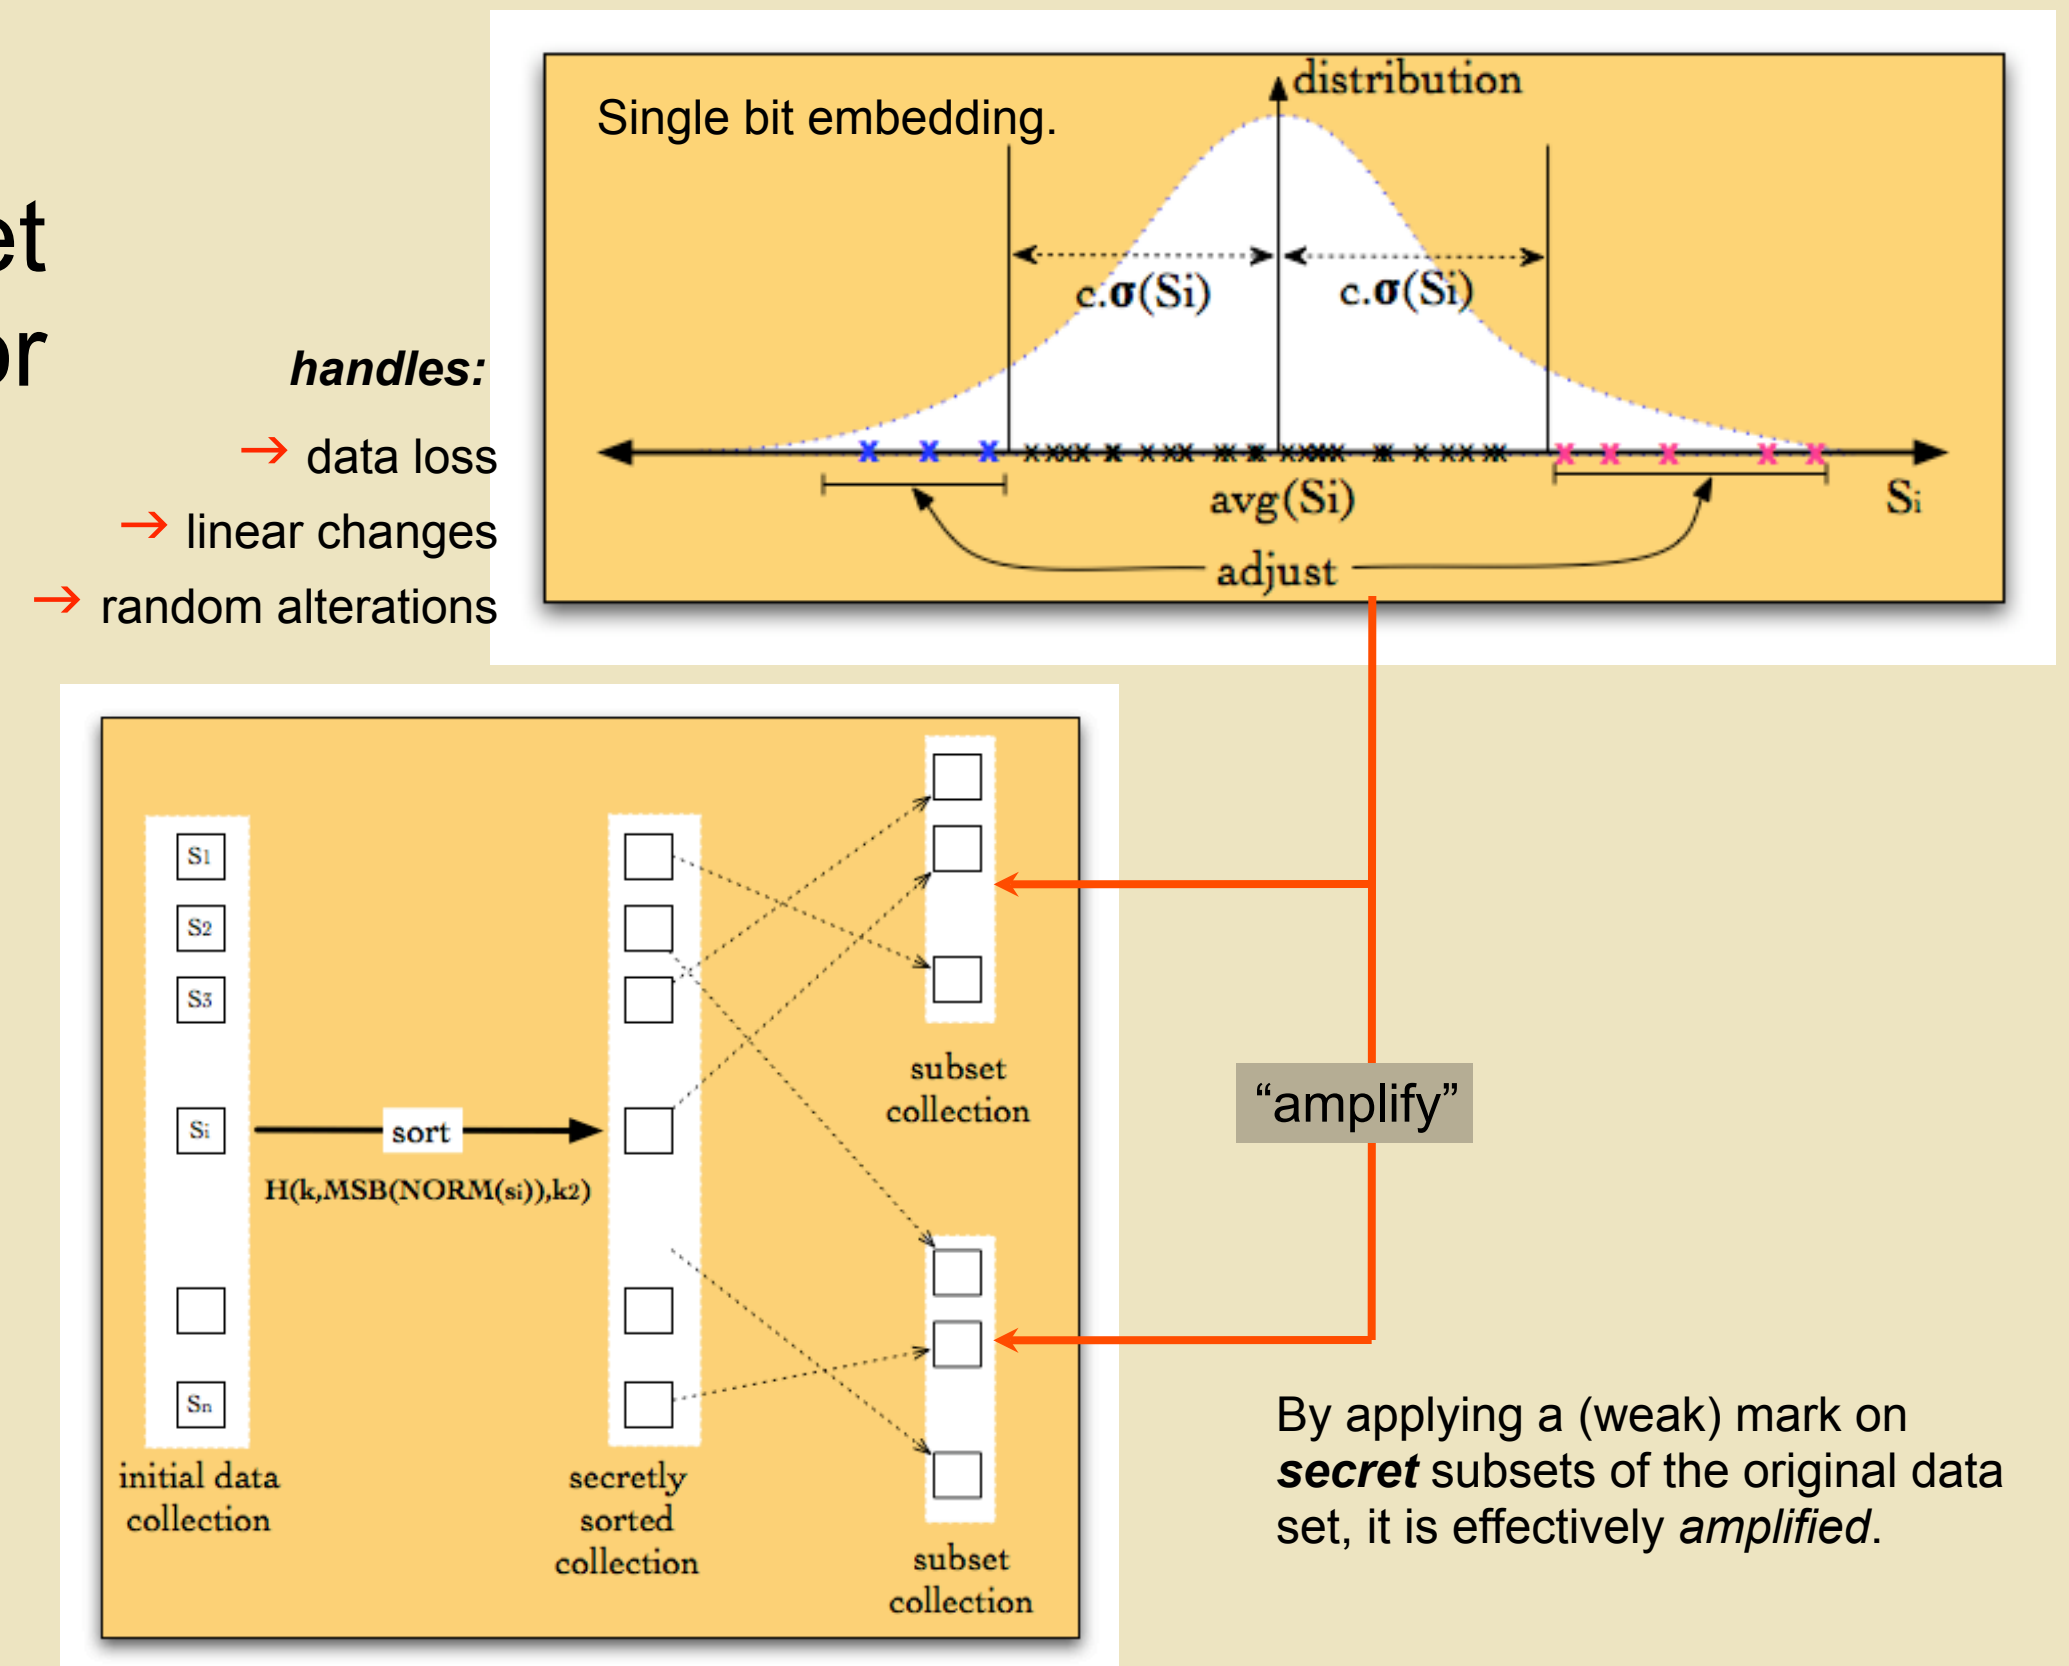 et
or
handles:
→ data loss
→ linear changes
→ random alterations
Single bit embedding.
distribution
c.σ(Si)
c.σ(Si)
avg(Si)
Si
adjust
S1
S2
S3
Si
Sn
sort
H(k,MSB(NORM(si)),k2)
initial data
collection
secretly
sorted
collection
subset
collection
subset
collection
“amplify”
By applying a (weak) mark on
secret subsets of the original data
set, it is effectively amplified.